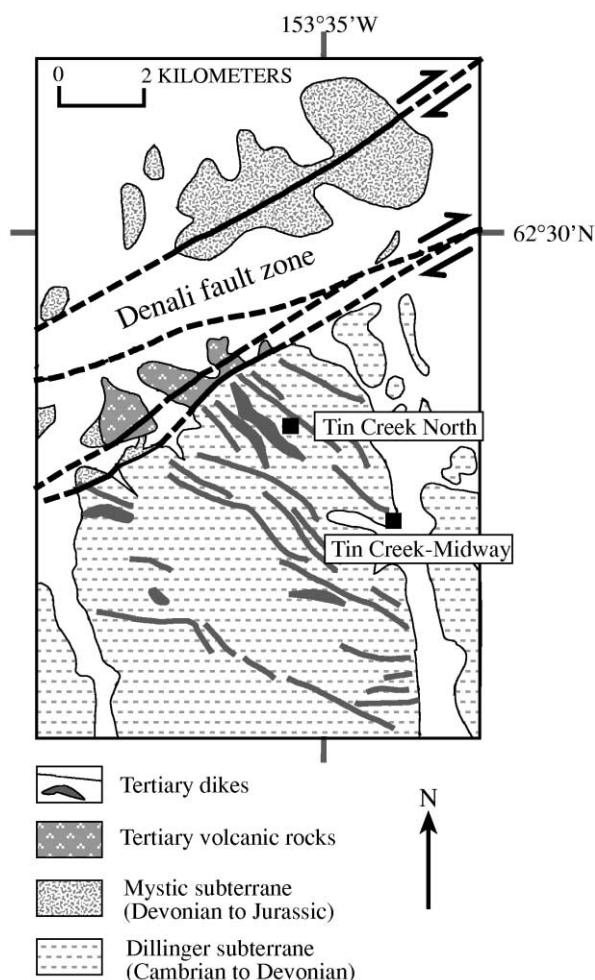 153°35'W
0 2 KILOMETERS
62°30'N
Denali fault zone
Tin Creek North
Tin Creek-Midway
Tertiary dikes
N
Tertiary volcanic rocks
Mystic subterrane
(Devonian to Jurassic)
Dillinger subterrane
(Cambrian to Devonian)